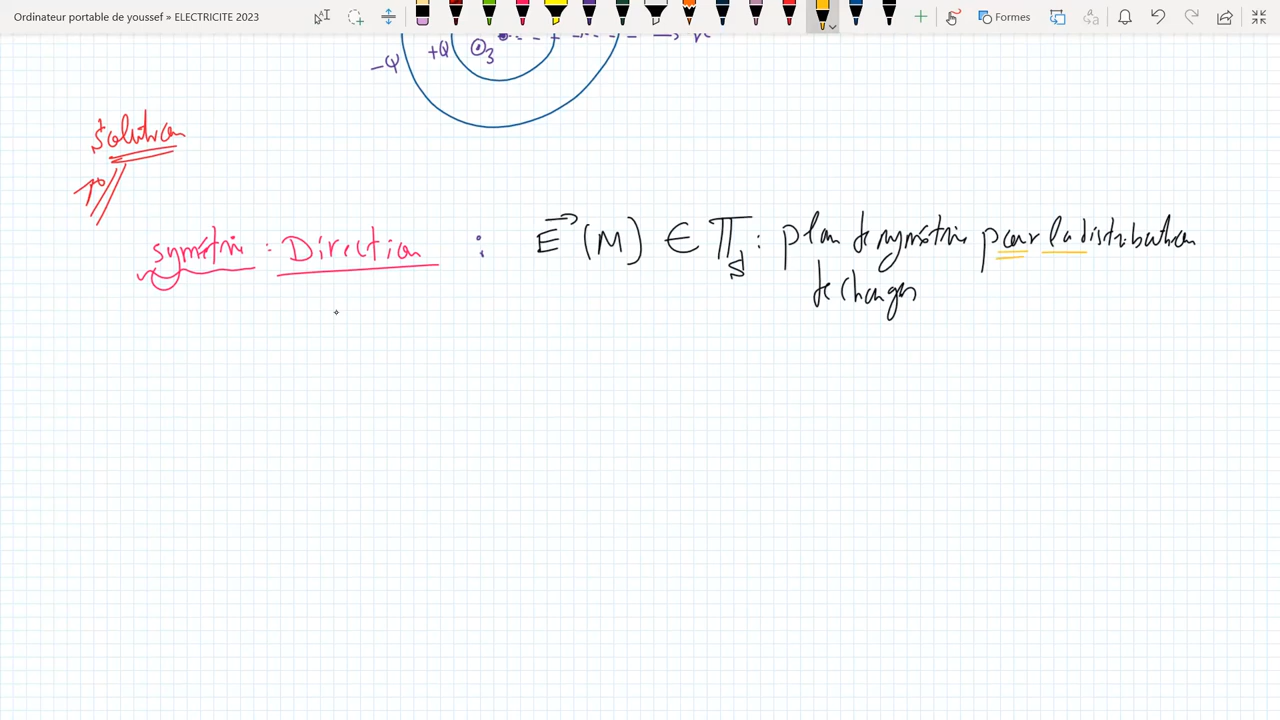 Ordinateur portable de youssef » ELECTRICITE 2023
Formes
-Q +Q 3
Solution
1°
symétrie : Direction : E(M) ∈ πs : plan de symétrie pour la distribution
de charges